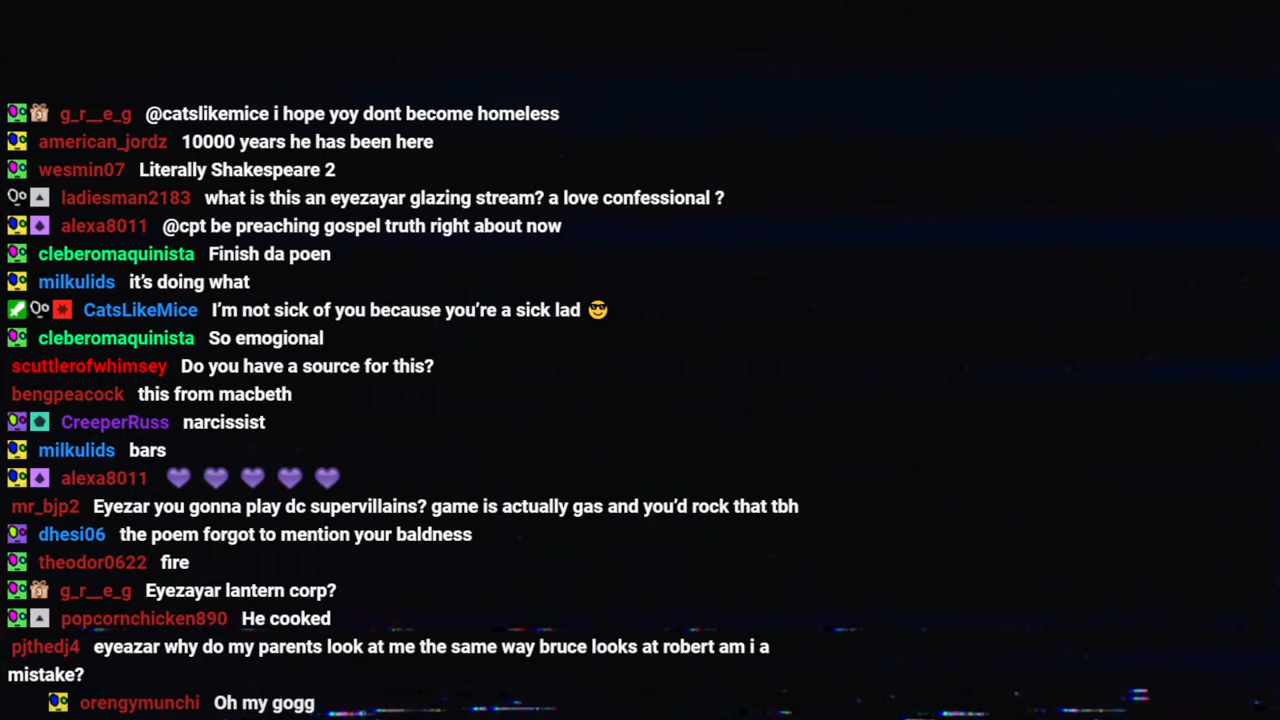 g_r__e_g @catslikemice i hope yoy dont become homeless
american_jordz 10000 years he has been here
wesmin07 Literally Shakespeare 2
ladiesman2183 what is this an eyezayar glazing stream? a love confessional ?
alexa8011 @cpt be preaching gospel truth right about now
cleberomaquinista Finish da poen
milkulids it’s doing what
CatsLikeMice I’m not sick of you because you’re a sick lad 😎
cleberomaquinista So emogional
scuttlerofwhimsey Do you have a source for this?
bengpeacock this from macbeth
CreeperRuss narcissist
milkulids bars
alexa8011 💜 💜 💜 💜 💜
mr_bjp2 Eyezar you gonna play dc supervillains? game is actually gas and you’d rock that tbh
dhesi06 the poem forgot to mention your baldness
theodor0622 fire
g_r__e_g Eyezayar lantern corp?
popcornchicken890 He cooked
pjthedj4 eyeazar why do my parents look at me the same way bruce looks at robert am i a
mistake?
orengymunchi Oh my gogg